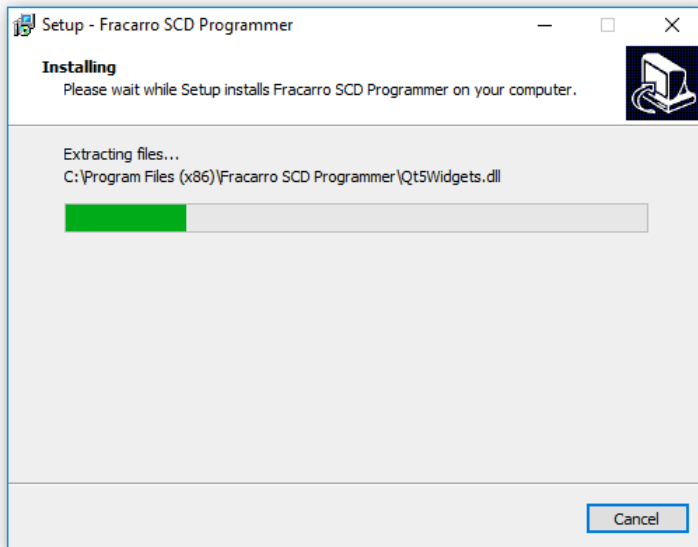 Setup - Fracarro SCD Programmer
Installing
Please wait while Setup installs Fracarro SCD Programmer on your computer.
Extracting files...
C:\Program Files (x86)\Fracarro SCD Programmer\Qt5Widgets.dll
Cancel